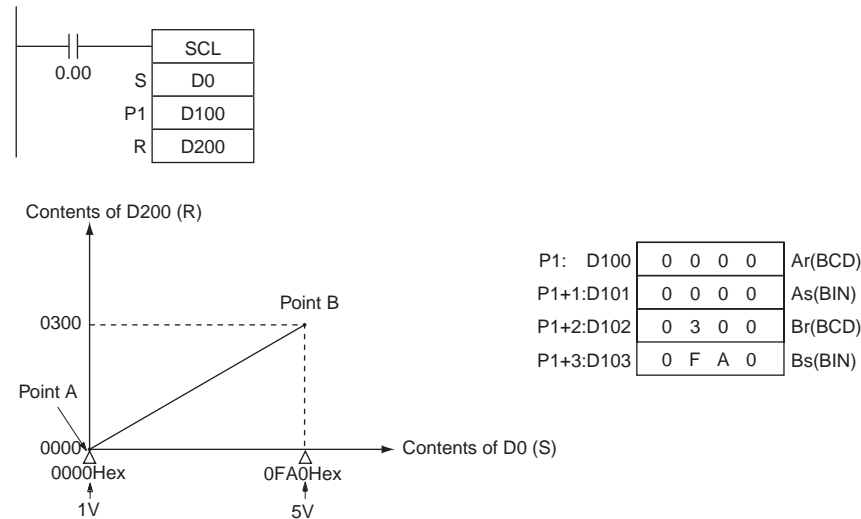 SCL
0.00
S D0
P1 D100
R D200
Contents of D200 (R)
0300
Point B
Point A
0000
Contents of D0 (S)
0000Hex 0FA0Hex
1V 5V
P1: D100 0 0 0 0 Ar(BCD)
P1+1:D101 0 0 0 0 As(BIN)
P1+2:D102 0 3 0 0 Br(BCD)
P1+3:D103 0 F A 0 Bs(BIN)